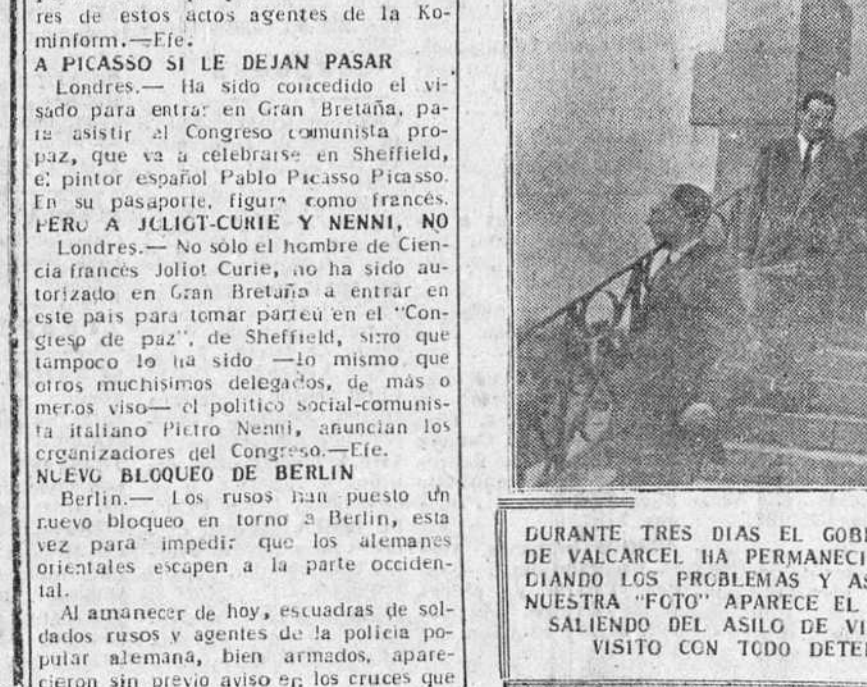 res de estos actos agentes de la Ko-
minform.—Efe.
A PICASSO SI LE DEJAN PASAR
Londres.— Ha sido concedido el vi-
sado para entrar en Gran Bretaña, pa-
ra asistir al Congreso comunista pro-
paz, que va a celebrarse en Sheffield,
el pintor español Pablo Picasso Picasso.
En su pasaporte, figura como francés.
PERO A JOLIOT-CURIE Y NENNI, NO
Londres.— No sólo el hombre de Cien-
cia francés Joliot Curie, no ha sido au-
torizado en Gran Bretaña a entrar en
este país para tomar parteu en el "Con-
greso de paz", de Sheffield, sino que
tampoco lo ha sido —lo mismo que
otros muchísimos delegados, de más o
menos viso— el político social-comunis-
ta italiano Pietro Nenni, anuncian los
organizadores del Congreso.—Efe.
NUEVO BLOQUEO DE BERLIN
Berlín.— Los rusos han puesto un
nuevo bloqueo en torno a Berlín, esta
vez para impedir que los alemanes
orientales escapen a la parte occiden-
tal.
Al amanecer de hoy, escuadras de sol-
dados rusos y agentes de la policía po-
pular alemana, bien armados, apare-
cieron sin previo aviso en los cruces que
DURANTE TRES DIAS EL GOBE
DE VALCARCEL HA PERMANECI
DIANDO LOS PROBLEMAS Y AS
NUESTRA "FOTO" APARECE EL
SALIENDO DEL ASILO DE VI
VISITO CON TODO DETE